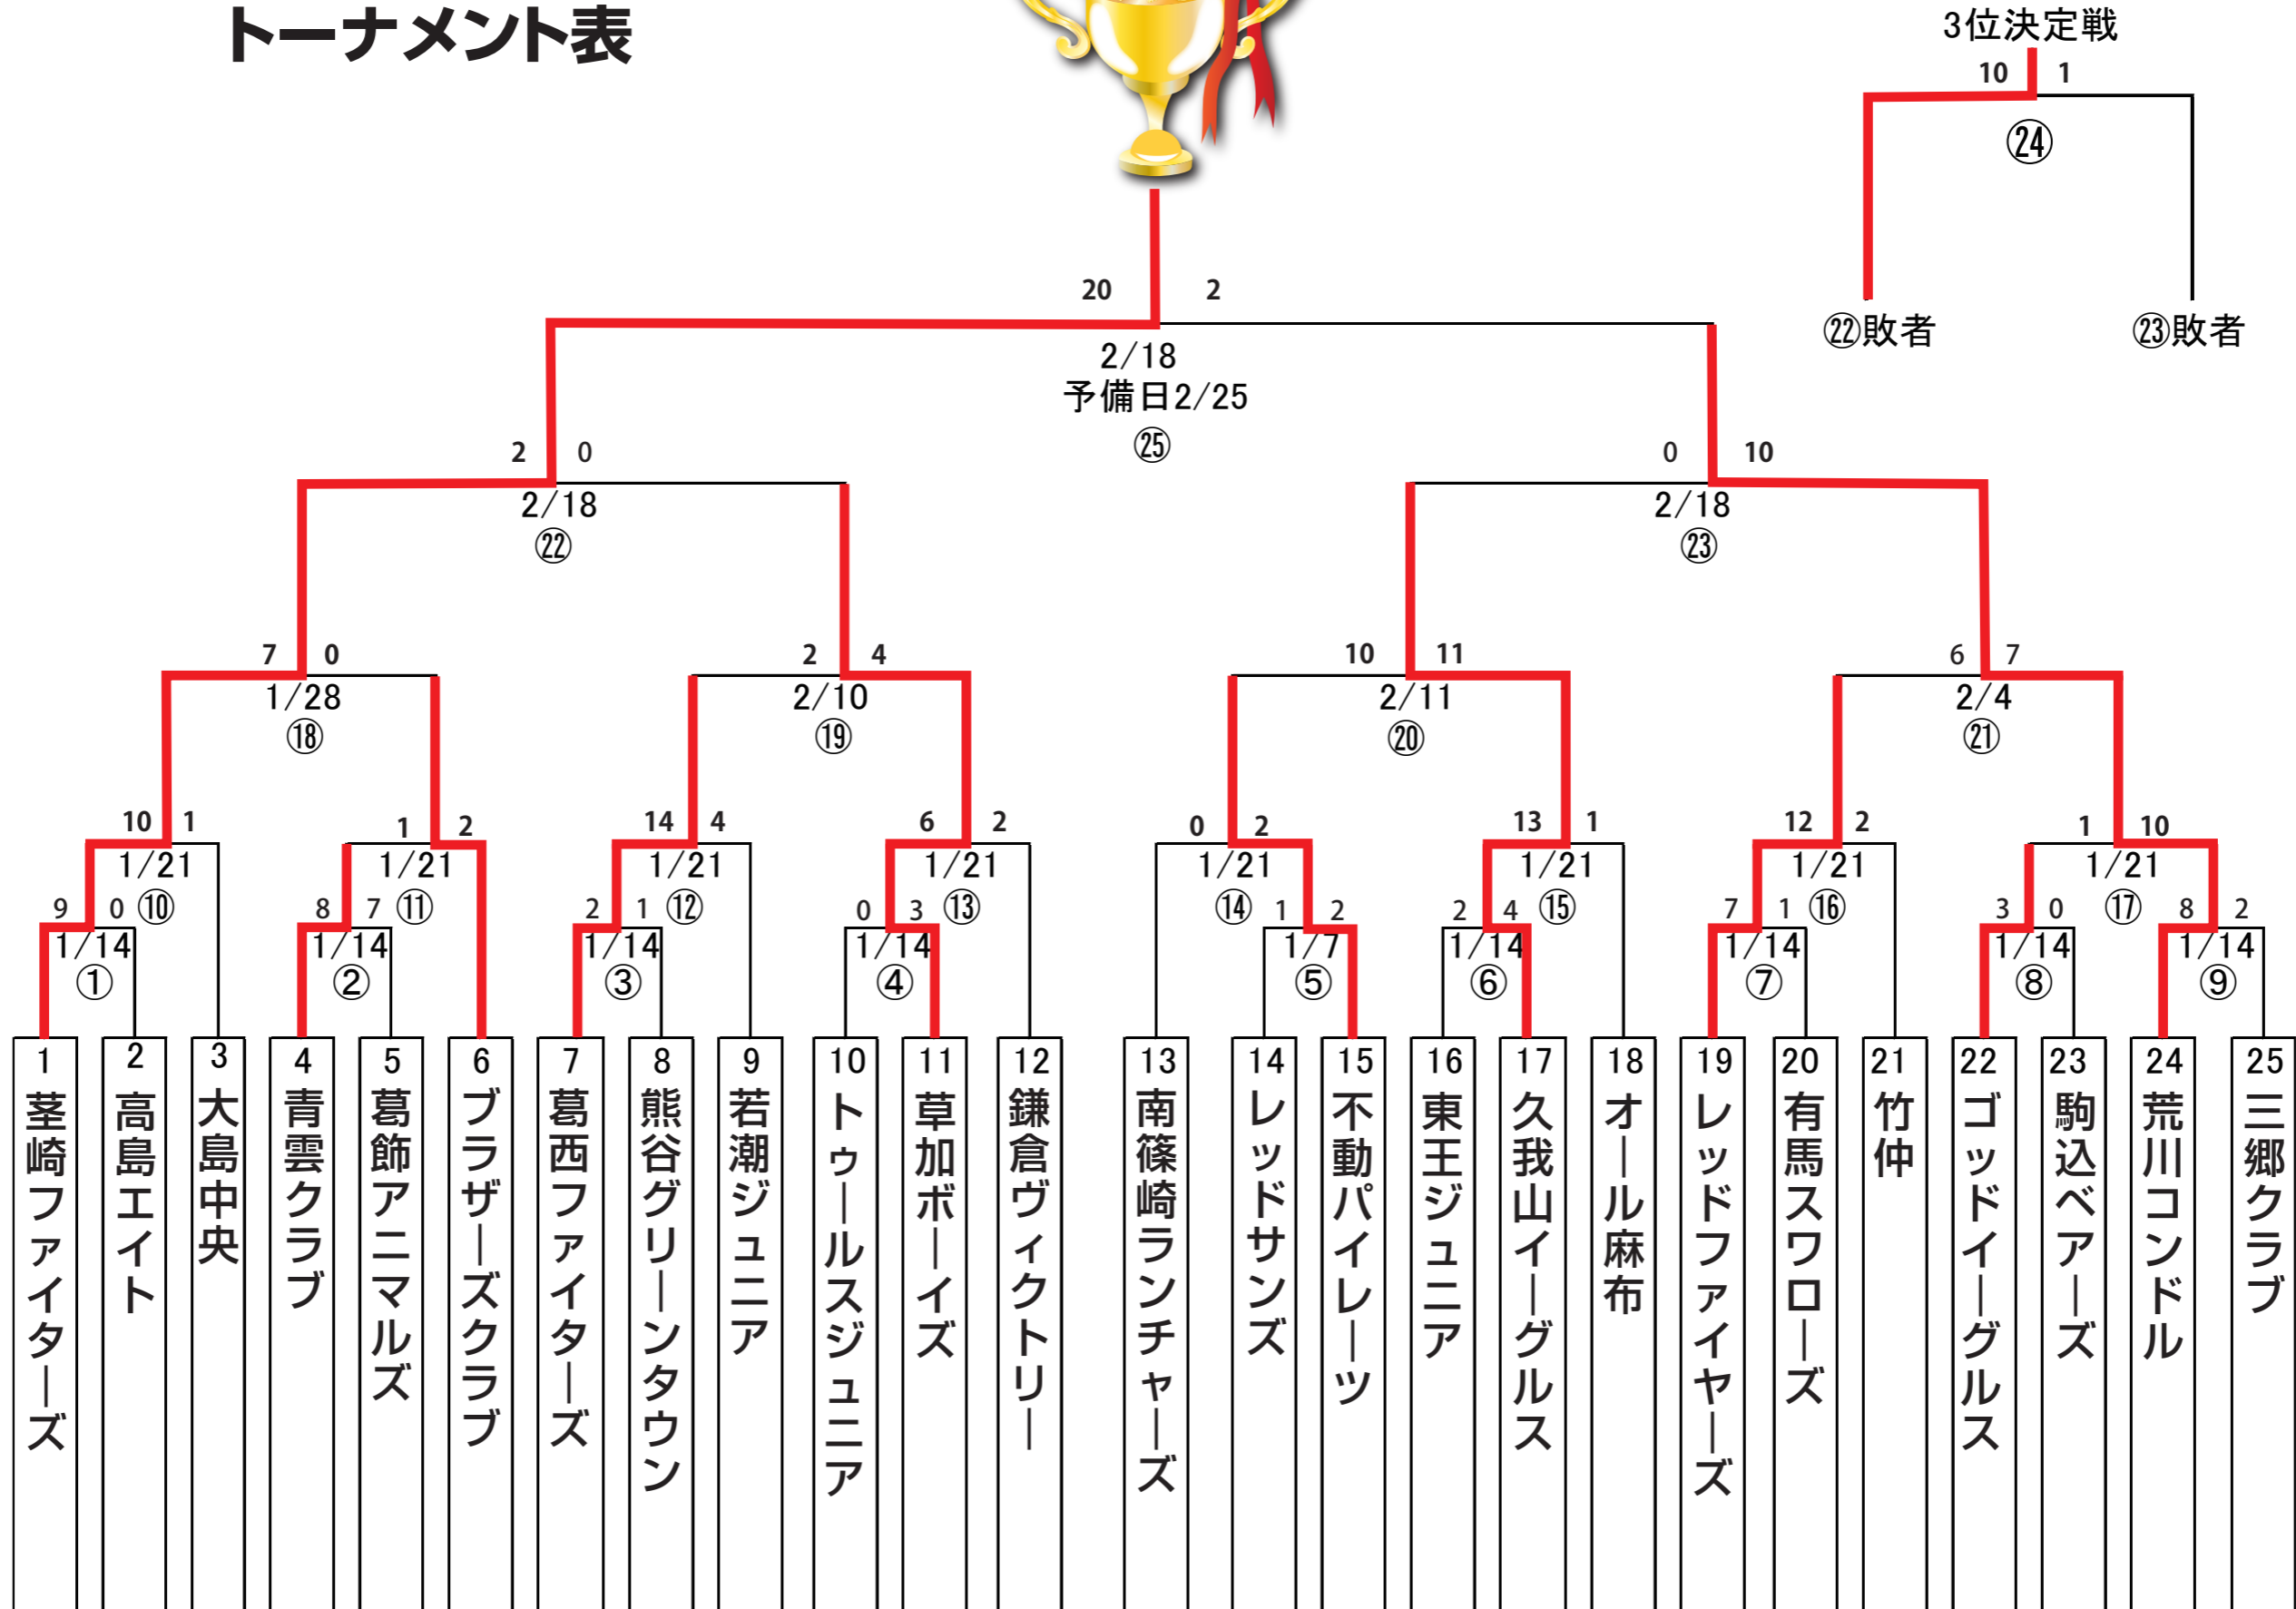 トーナメント表
3位決定戦
10 1
㉔
㉒敗者 ㉓敗者
20 2
2/18
予備日2/25
㉕
2 0
2/18
㉒
0 10
2/18
㉓
7 0
1/28
⑱
2 4
2/10
⑲
10 11
2/11
⑳
6 7
2/4
㉑
10 1
1/21
⑩
1 2
1/21
⑪
14 4
1/21
⑫
6 2
1/21
⑬
0 2
1/21
⑭
13 1
1/21
⑮
12 2
1/21
⑯
1 10
1/21
⑰
9 0
1/14
①
8 7
1/14
②
2 1
1/14
③
0 3
1/14
④
1 2
1/7
⑤
2 4
1/14
⑥
7 1
1/14
⑦
3 0
1/14
⑧
8 2
1/14
⑨
1 茎崎ファイターズ
2 高島エイト
3 大島中央
4 青雲クラブ
5 葛飾アニマルズ
6 ブラザーズクラブ
7 葛西ファイターズ
8 熊谷グリーンタウン
9 若潮ジュニア
10 トゥールスジュニア
11 草加ボーイズ
12 鎌倉ヴィクトリー
13 南篠崎ランチャーズ
14 レッドサンズ
15 不動パイレーツ
16 東王ジュニア
17 久我山イーグルス
18 オール麻布
19 レッドファイヤーズ
20 有馬スワローズ
21 竹仲
22 ゴッドイーグルス
23 駒込ベアーズ
24 荒川コンドル
25 三郷クラブ